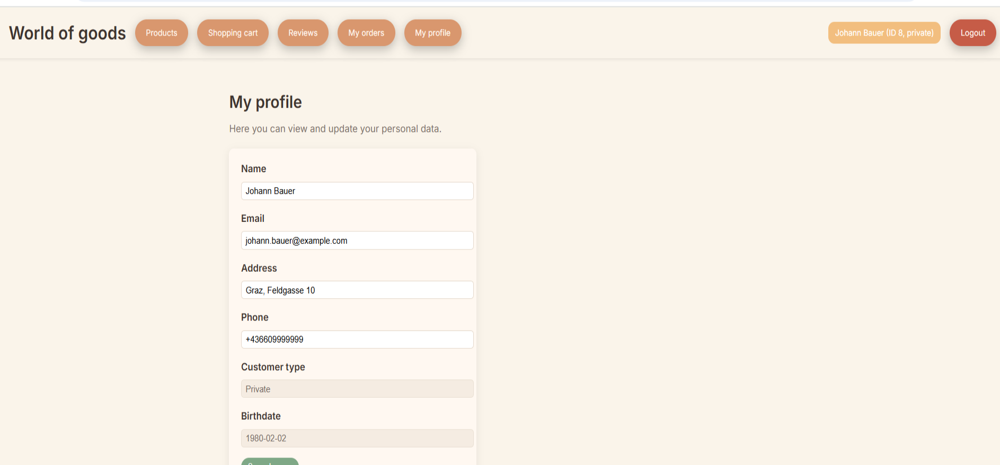 World of goods Products Shopping cart Reviews My orders My profile Johann Bauer (ID 8, private) Logout
My profile
Here you can view and update your personal data.
Name
Johann Bauer
Email
johann.bauer@example.com
Address
Graz, Feldgasse 10
Phone
+436609999999
Customer type
Private
Birthdate
1980-02-02